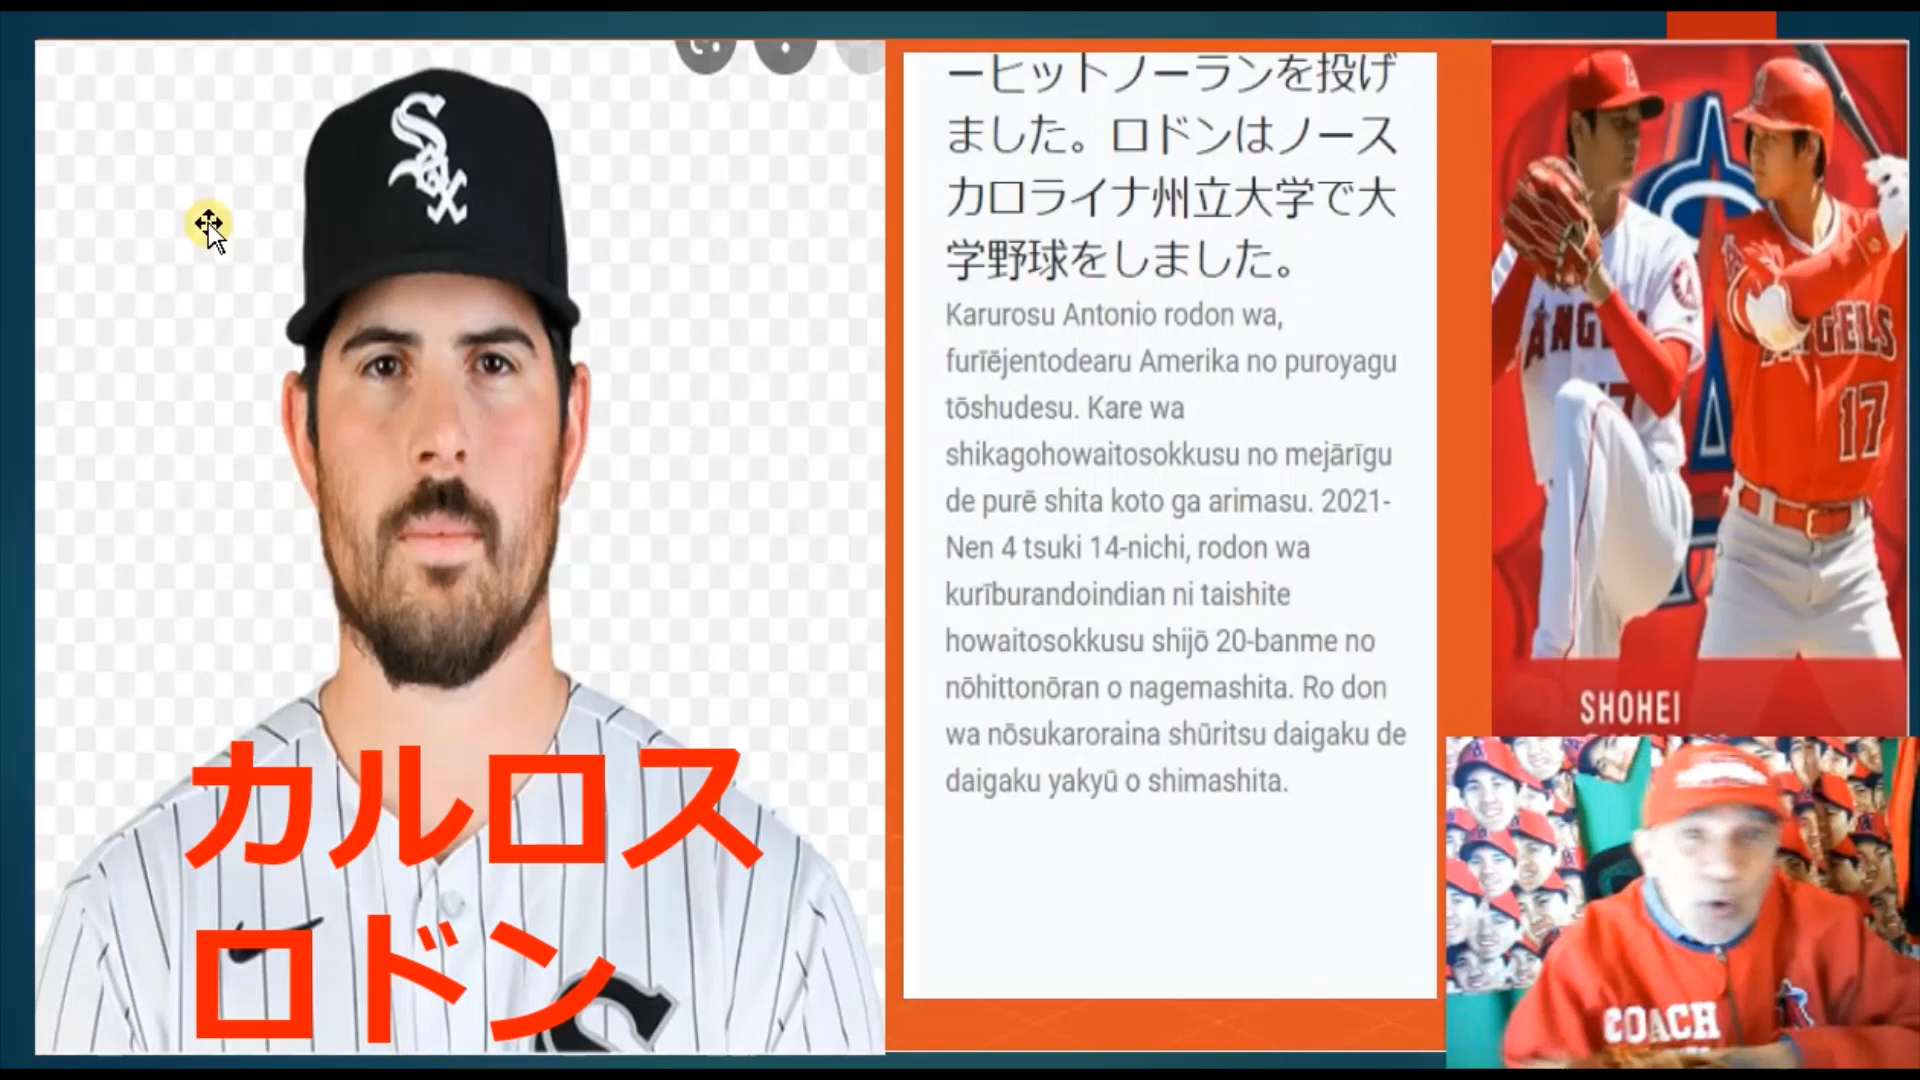 Sox
カルロス
ロドン
ーヒットノーランを投げ
ました。ロドンはノース
カロライナ州立大学で大
学野球をしました。
Karurosu Antonio rodon wa,
furīējentodearu Amerika no puroyagu
tōshudesu. Kare wa
shikagohowaitosokkusu no mejārīgu
de purē shita koto ga arimasu. 2021-
Nen 4 tsuki 14-nichi, rodon wa
kurīburandoindian ni taishite
howaitosokkusu shijō 20-banme no
nōhittonōran o nagemashita. Ro don
wa nōsukaroraina shūritsu daigaku de
daigaku yakyū o shimashita.
ANGELS
17
SHOHEI
COACH